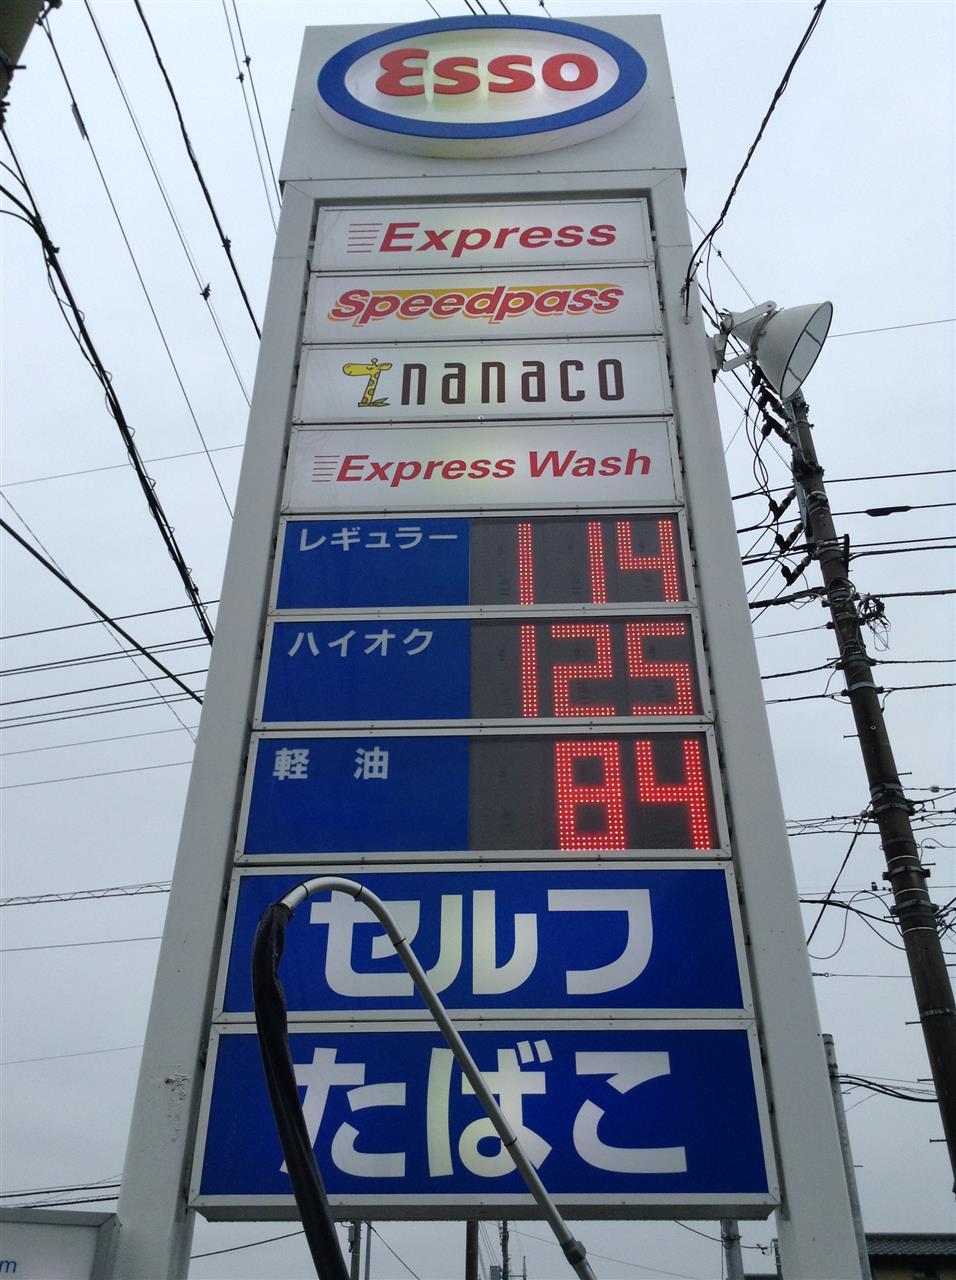 Esso
Express
Speedpass
nanaco
Express Wash
レギュラー 114
ハイオク 125
軽油 84
セルフ
たばこ